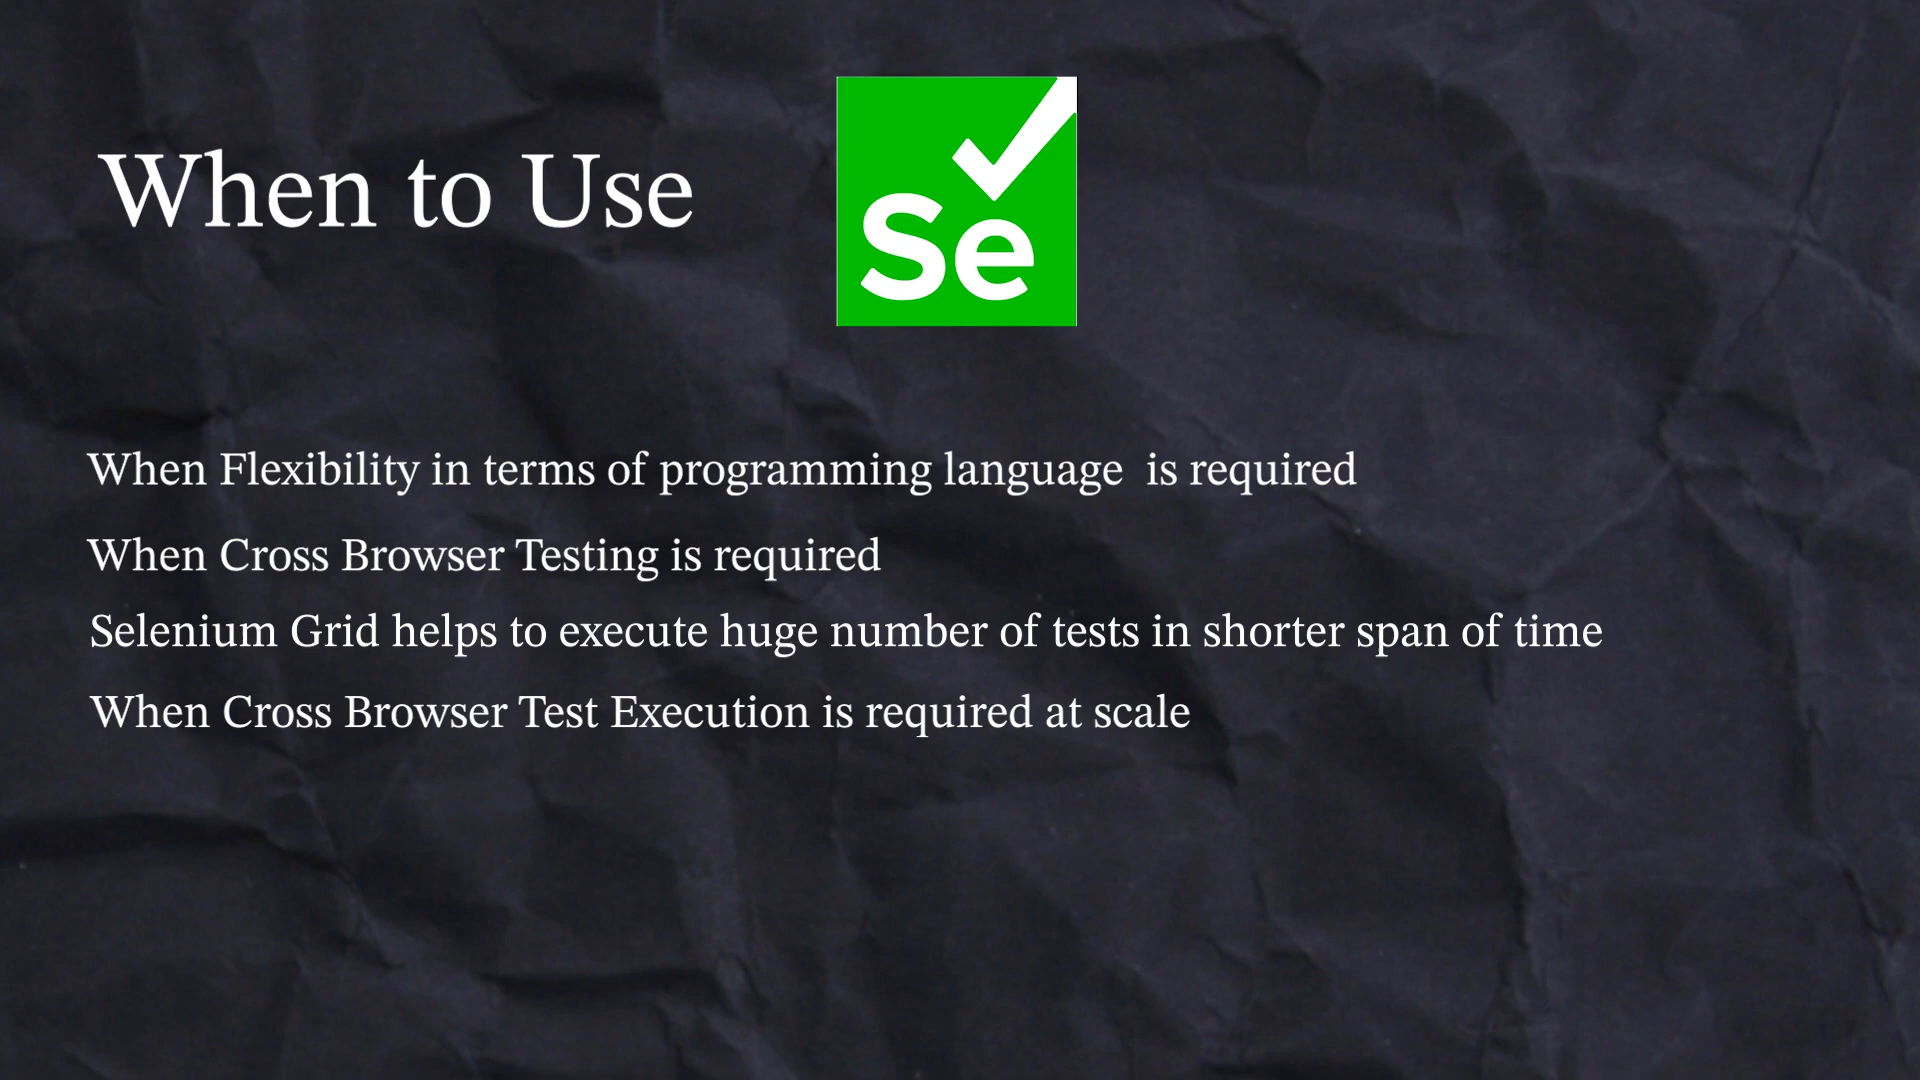 When to Use
Se
When Flexibility in terms of programming language  is required
When Cross Browser Testing is required
Selenium Grid helps to execute huge number of tests in shorter span of time
When Cross Browser Test Execution is required at scale